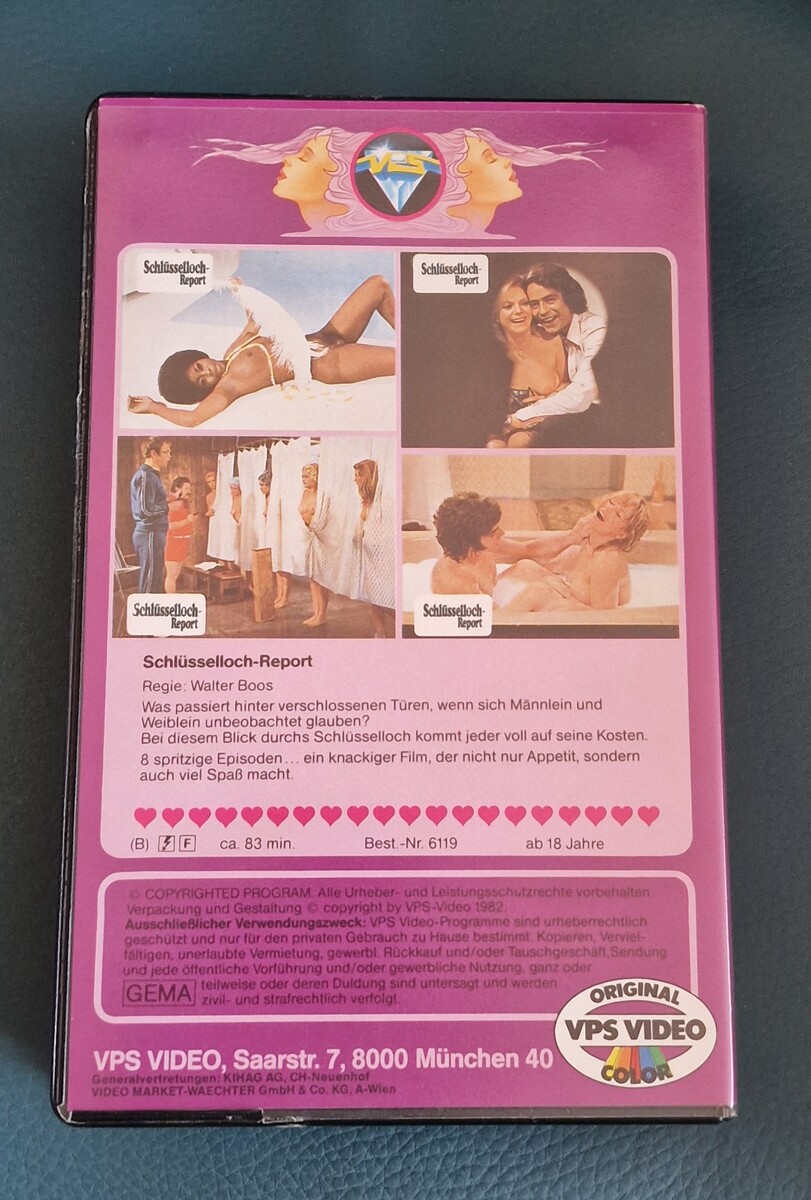 VPS
Schlüsselloch-
Report
Schlüsselloch-
Report
Schlüsselloch-
Report
Schlüsselloch-
Report
Schlüsselloch-Report
Regie: Walter Boos
Was passiert hinter verschlossenen Türen, wenn sich Männlein und
Weiblein unbeobachtet glauben?
Bei diesem Blick durchs Schlüsselloch kommt jeder voll auf seine Kosten.
8 spritzige Episoden... ein knackiger Film, der nicht nur Appetit, sondern
auch viel Spaß macht.
(B) F ca. 83 min. Best.-Nr. 6119 ab 18 Jahre
© COPYRIGHTED PROGRAM. Alle Urheber- und Leistungsschutzrechte vorbehalten
Verpackung und Gestaltung © copyright by VPS-Video 1982.
Ausschließlicher Verwendungszweck: VPS Video-Programme sind urheberrechtlich
geschützt und nur für den privaten Gebrauch zu Hause bestimmt. Kopieren, Verviel-
fältigen, unerlaubte Vermietung, gewerbl. Rückkauf und/oder Tauschgeschäft, Sendung
und jede öffentliche Vorführung und/oder gewerbliche Nutzung, ganz oder
GEMA teilweise oder deren Duldung sind untersagt und werden
zivil- und strafrechtlich verfolgt.
ORIGINAL
VPS VIDEO
COLOR
VPS VIDEO, Saarstr. 7, 8000 München 40
Generalvertretungen: KIHAG AG, CH-Neuenhof
VIDEO MARKET-WAECHTER GmbH & Co. KG, A-Wien